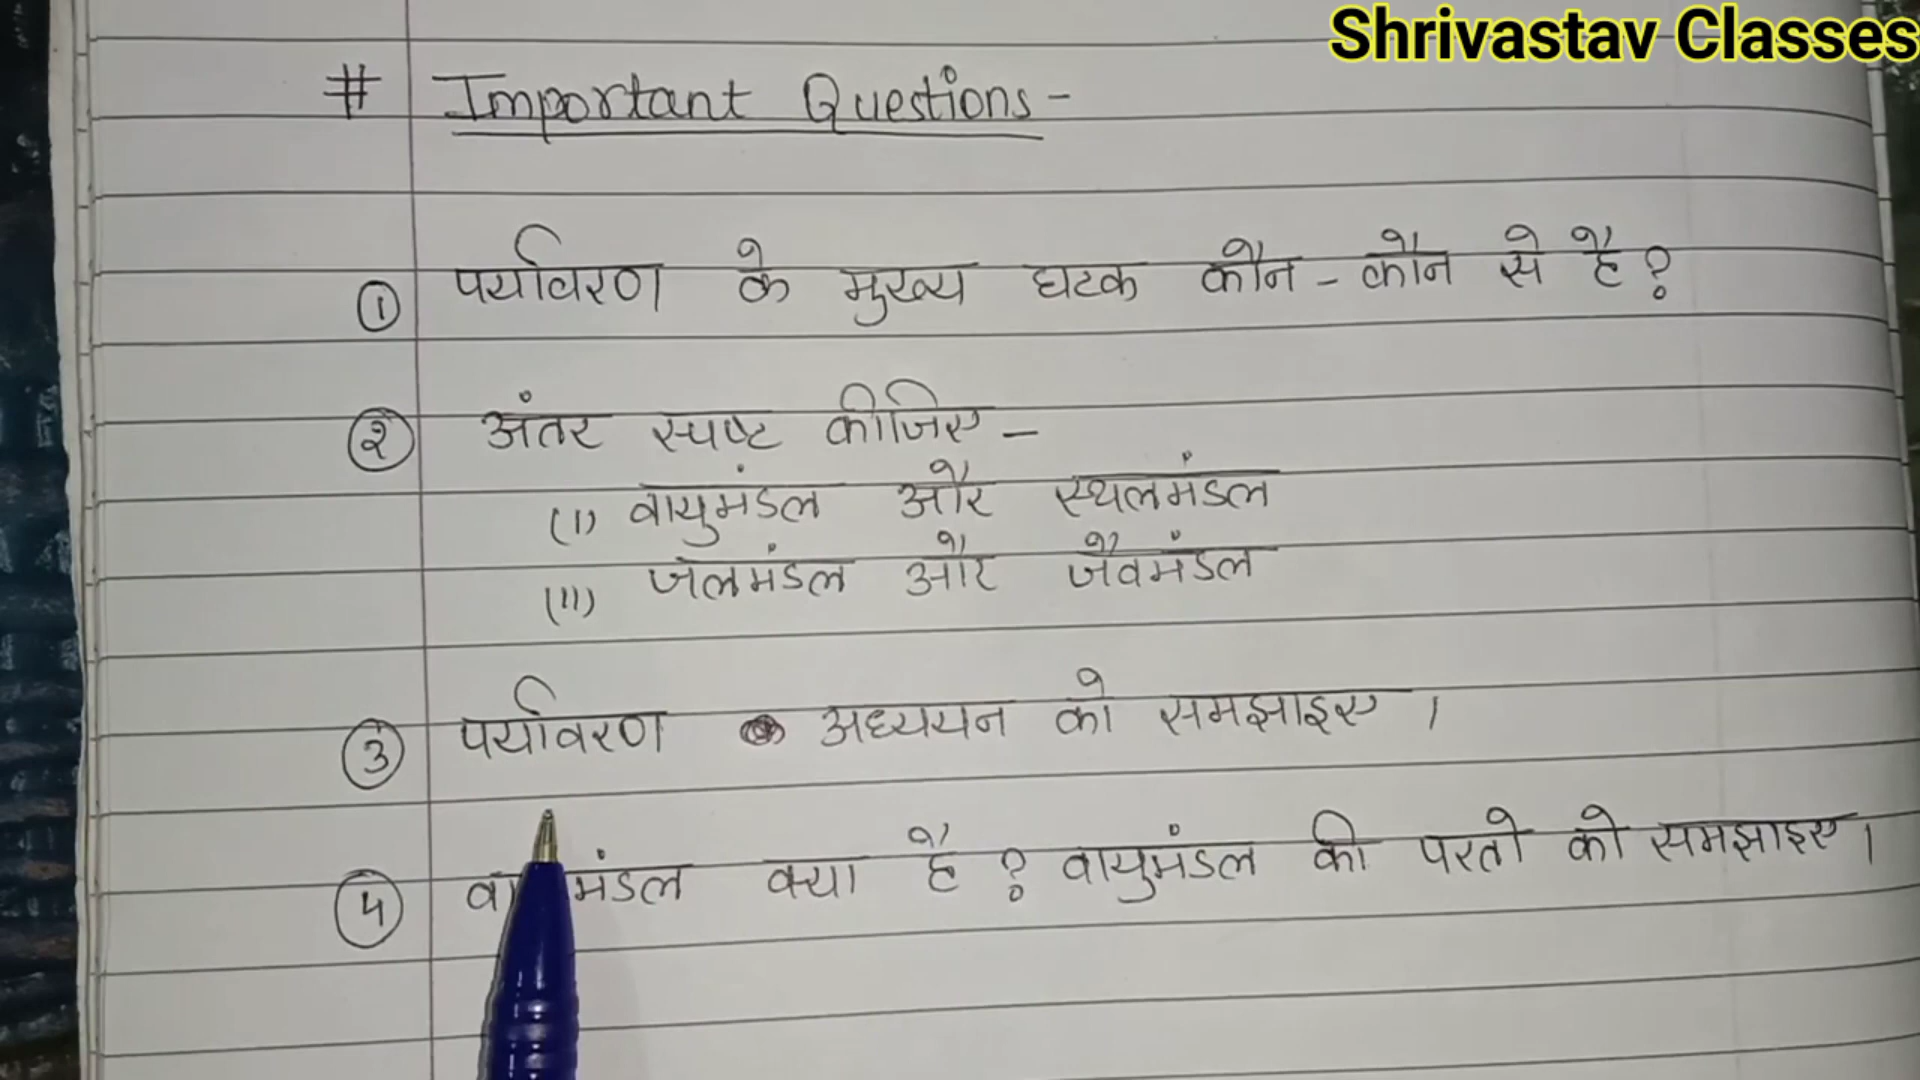 Shrivastav Classes
# Important Questions -
① पर्यावरण के मुख्य घटक कौन - कौन से है ?
② अंतर स्पष्ट कीजिए -
(I) वायुमंडल और स्थलमंडल
(II) जलमंडल और जैवमंडल
③ पर्यावरण अध्ययन को समझाइए ।
④ क्या है ? वायुमंडल की परतो को समझाइए ।